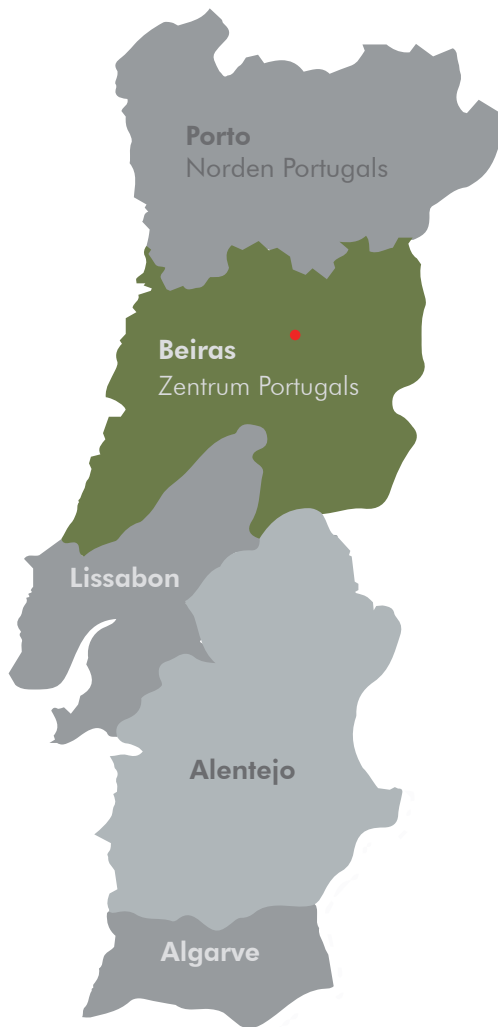 Porto
Norden Portugals
Beiras
Zentrum Portugals
Lissabon
Alentejo
Algarve